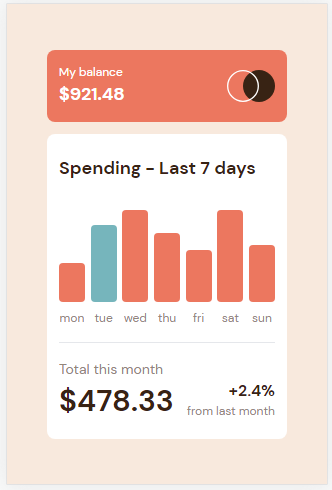 My balance
$921.48
Spending - Last 7 days
mon tue wed thu fri sat sun
Total this month
$478.33
+2.4%
from last month